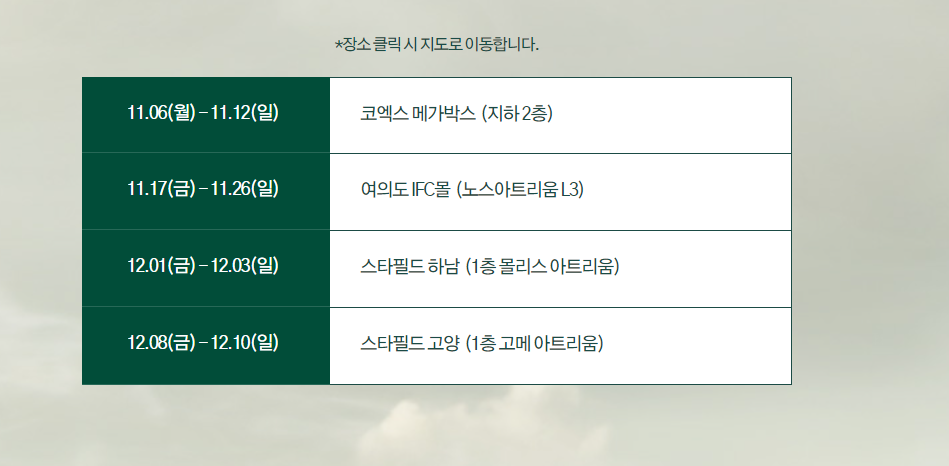 *장소 클릭 시 지도로 이동합니다.
11.06(월) – 11.12(일) 코엑스 메가박스 (지하 2층)
11.17(금) – 11.26(일) 여의도 IFC몰 (노스아트리움 L3)
12.01(금) – 12.03(일) 스타필드 하남 (1층 몰리스 아트리움)
12.08(금) – 12.10(일) 스타필드 고양 (1층 고메 아트리움)